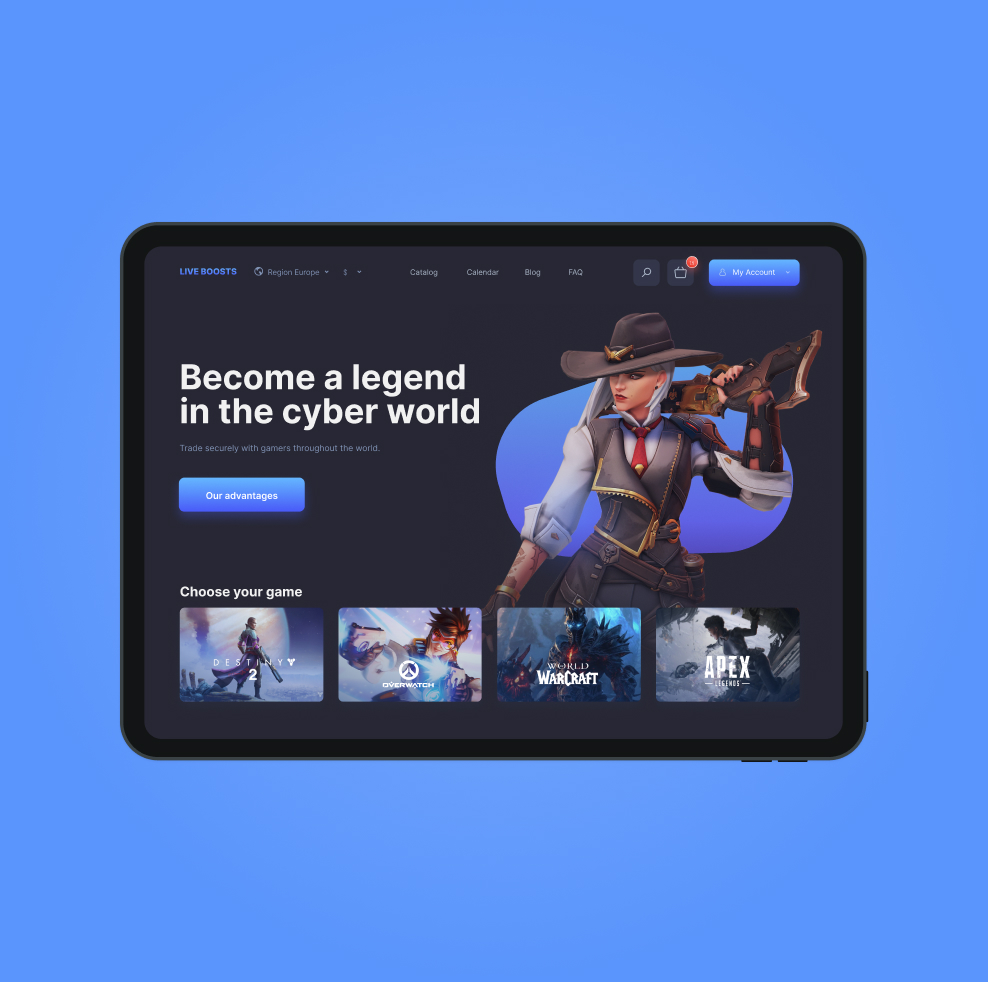 LIVE BOOSTS
Region Europe
$
Catalog
Calendar
Blog
FAQ
My Account
Become a legend
in the cyber world
Trade securely with gamers throughout the world.
Our advantages
Choose your game
DESTINY
2
OVERWATCH
WORLD
WARCRAFT
APEX
LEGENDS